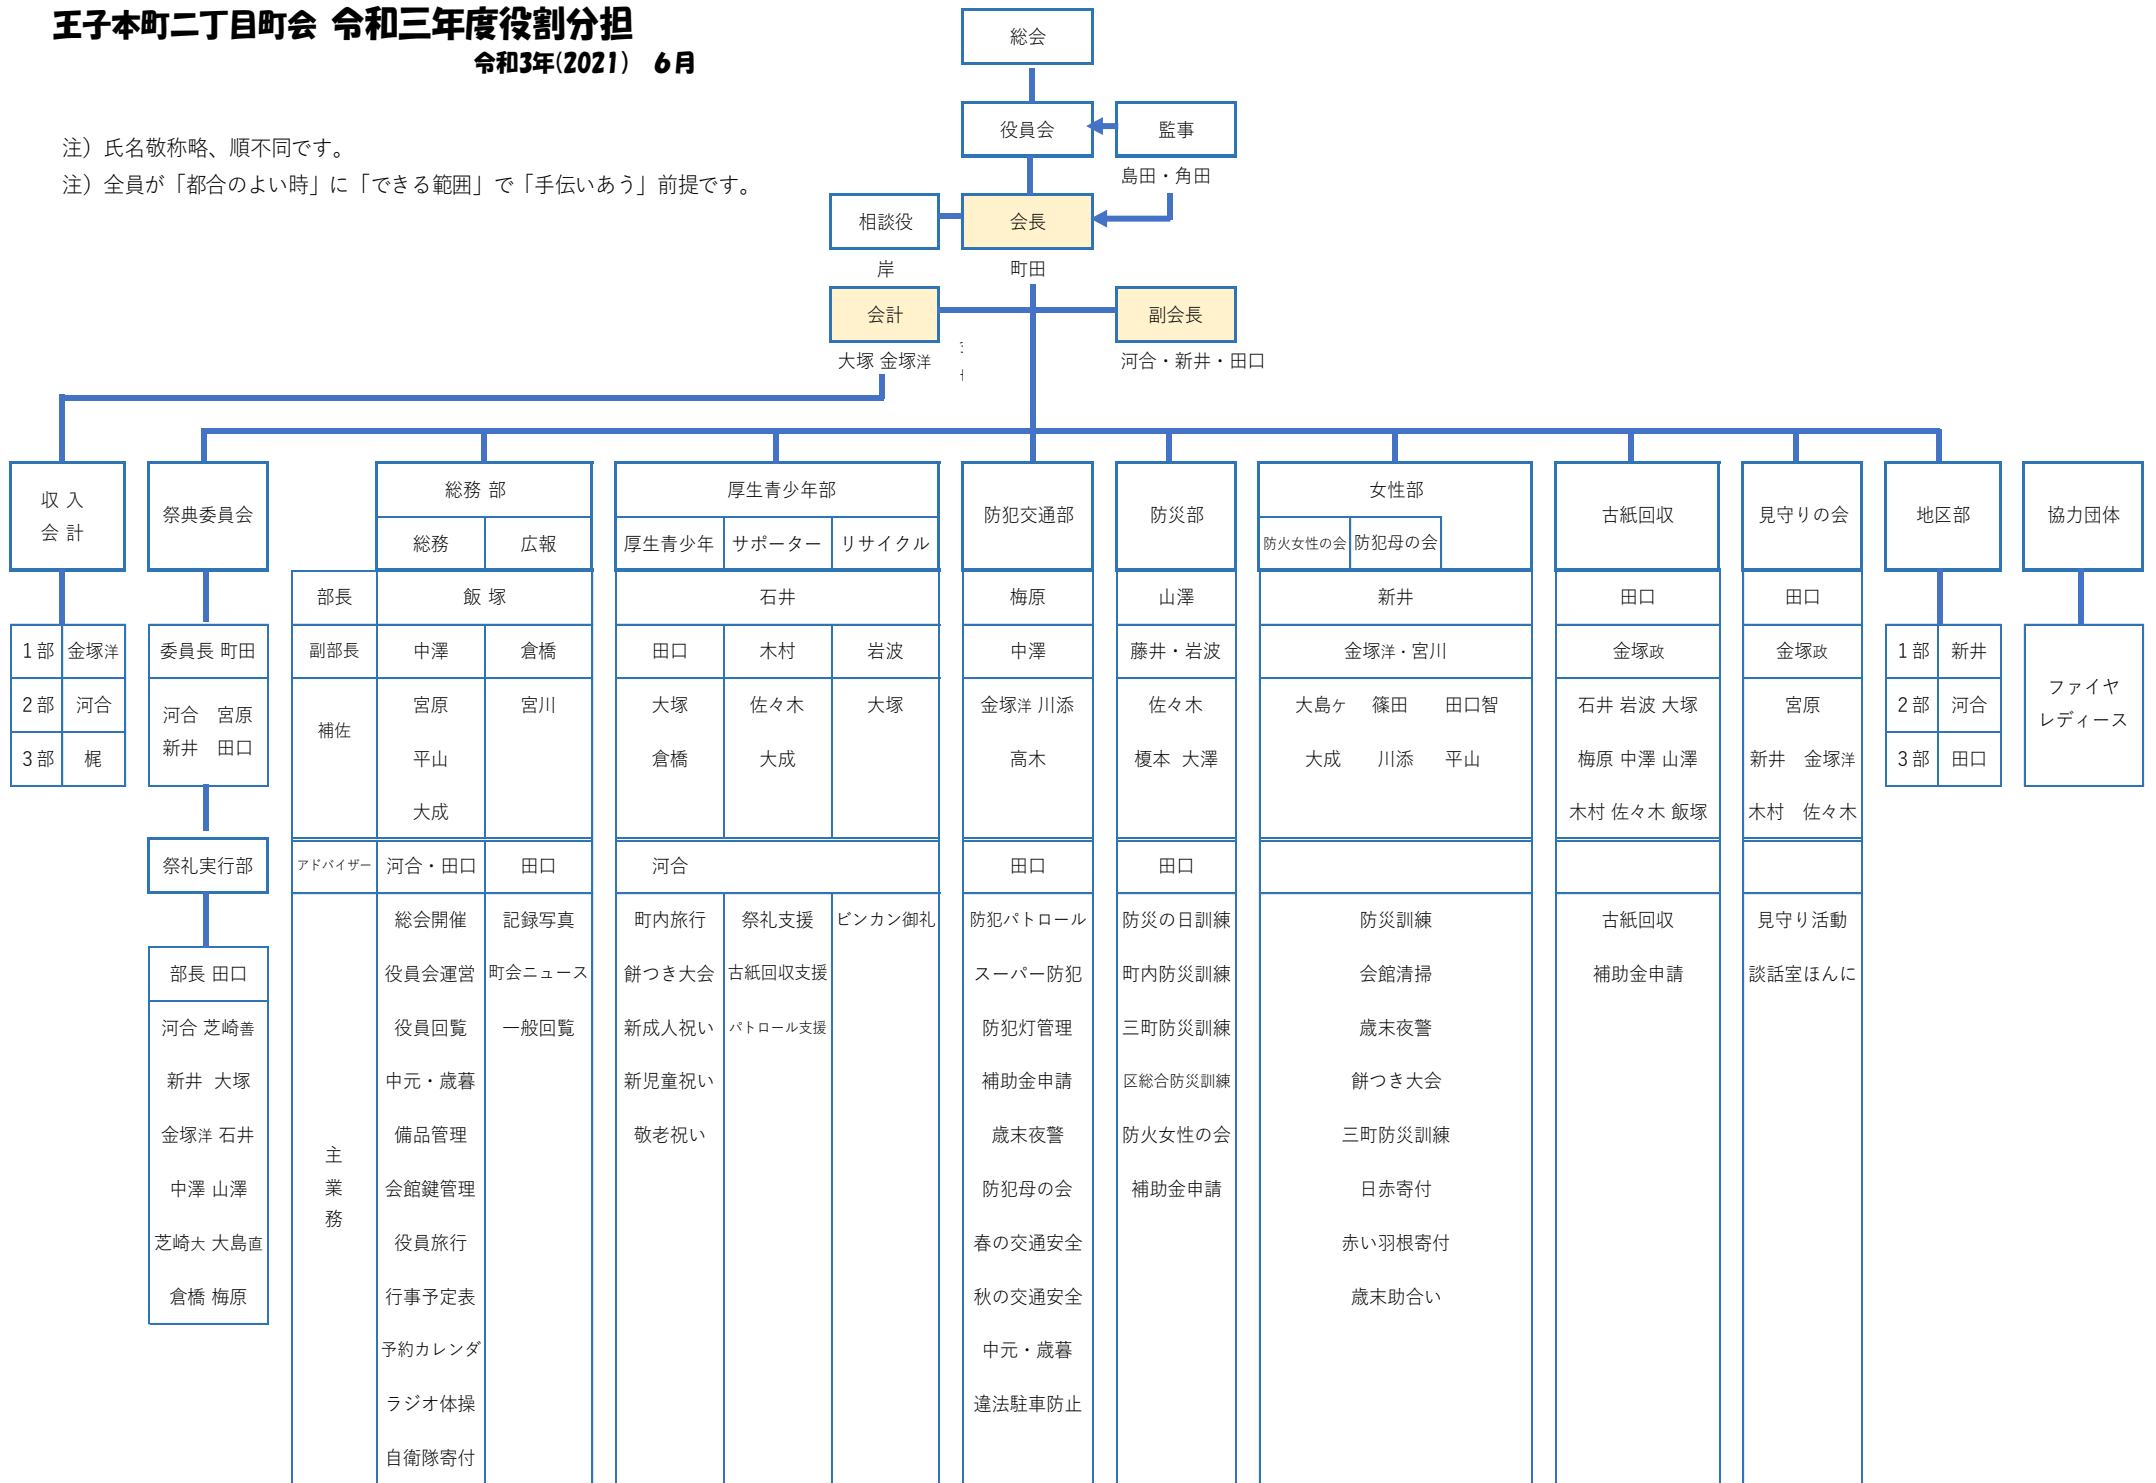 王子本町二丁目町会 令和三年度役割分担
令和3年(2021) 6月
注）氏名敬称略、順不同です。
注）全員が「都合のよい時」に「できる範囲」で「手伝いあう」前提です。
総会
役員会
監事
島田・角田
相談役
会長
岸
町田
会計
副会長
大塚 金塚洋
河合・新井・田口
収 入
会 計
1部 金塚洋
2部 河合
3部 梶
祭典委員会
委員長 町田
河合 宮原
新井 田口
祭礼実行部
部長 田口
河合 芝崎善
新井 大塚
金塚洋 石井
中澤 山澤
芝崎大 大島直
倉橋 梅原
部長
副部長
補佐
アドバイザー
主
業
務
総務 部
総務 広報
飯 塚
中澤
宮原
平山
大成
河合・田口
総会開催
役員会運営
役員回覧
中元・歳暮
備品管理
会館鍵管理
役員旅行
行事予定表
予約カレンダ
ラジオ体操
自衛隊寄付
倉橋
宮川
田口
記録写真
町会ニュース
一般回覧
厚生青少年部
厚生青少年 サポーター リサイクル
石井
田口
大塚
倉橋
河合
町内旅行
餅つき大会
新成人祝い
新児童祝い
敬老祝い
木村
佐々木
大成
祭礼支援
古紙回収支援
パトロール支援
岩波
大塚
ビンカン御礼
防犯交通部
梅原
中澤
金塚洋 川添
高木
田口
防犯パトロール
スーパー防犯
防犯灯管理
補助金申請
歳末夜警
防犯母の会
春の交通安全
秋の交通安全
中元・歳暮
違法駐車防止
防災部
山澤
藤井・岩波
佐々木
榎本 大澤
田口
防災の日訓練
町内防災訓練
三町防災訓練
区総合防災訓練
防火女性の会
補助金申請
女性部
防火女性の会 防犯母の会
新井
金塚洋・宮川
大島ケ 篠田 田口智
大成 川添 平山
防災訓練
会館清掃
歳末夜警
餅つき大会
三町防災訓練
日赤寄付
赤い羽根寄付
歳末助合い
古紙回収
田口
金塚政
石井 岩波 大塚
梅原 中澤 山澤
木村 佐々木 飯塚
古紙回収
補助金申請
見守りの会
田口
金塚政
宮原
新井 金塚洋
木村 佐々木
見守り活動
談話室ほんに
地区部
1部 新井
2部 河合
3部 田口
協力団体
ファイヤ
レディース